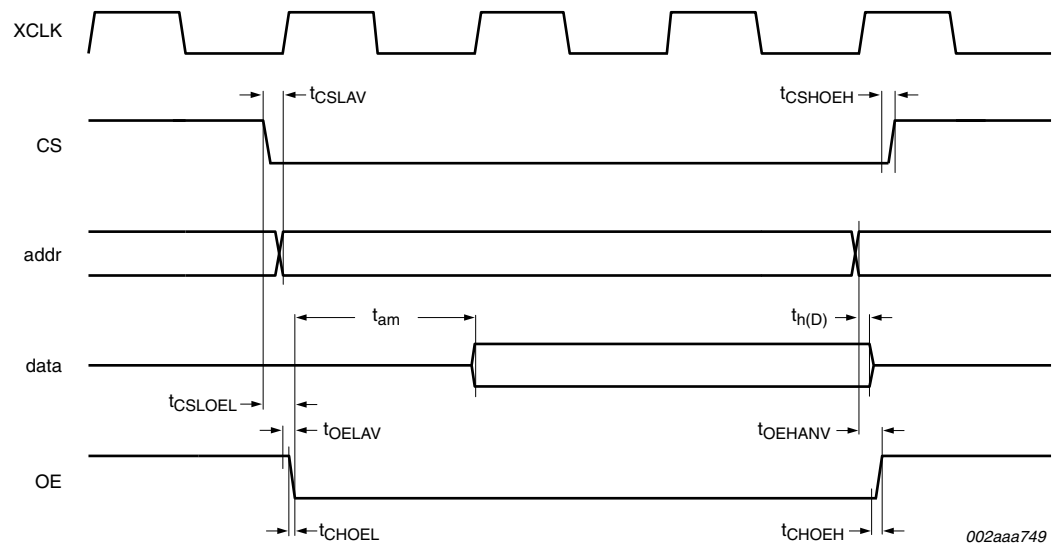 XCLK
tCSLAV
tCSHOEH
CS
addr
tam
th(D)
data
tCSLOEL
tOELAV
tOEHANV
OE
tCHOEL
tCHOEH
002aaa749